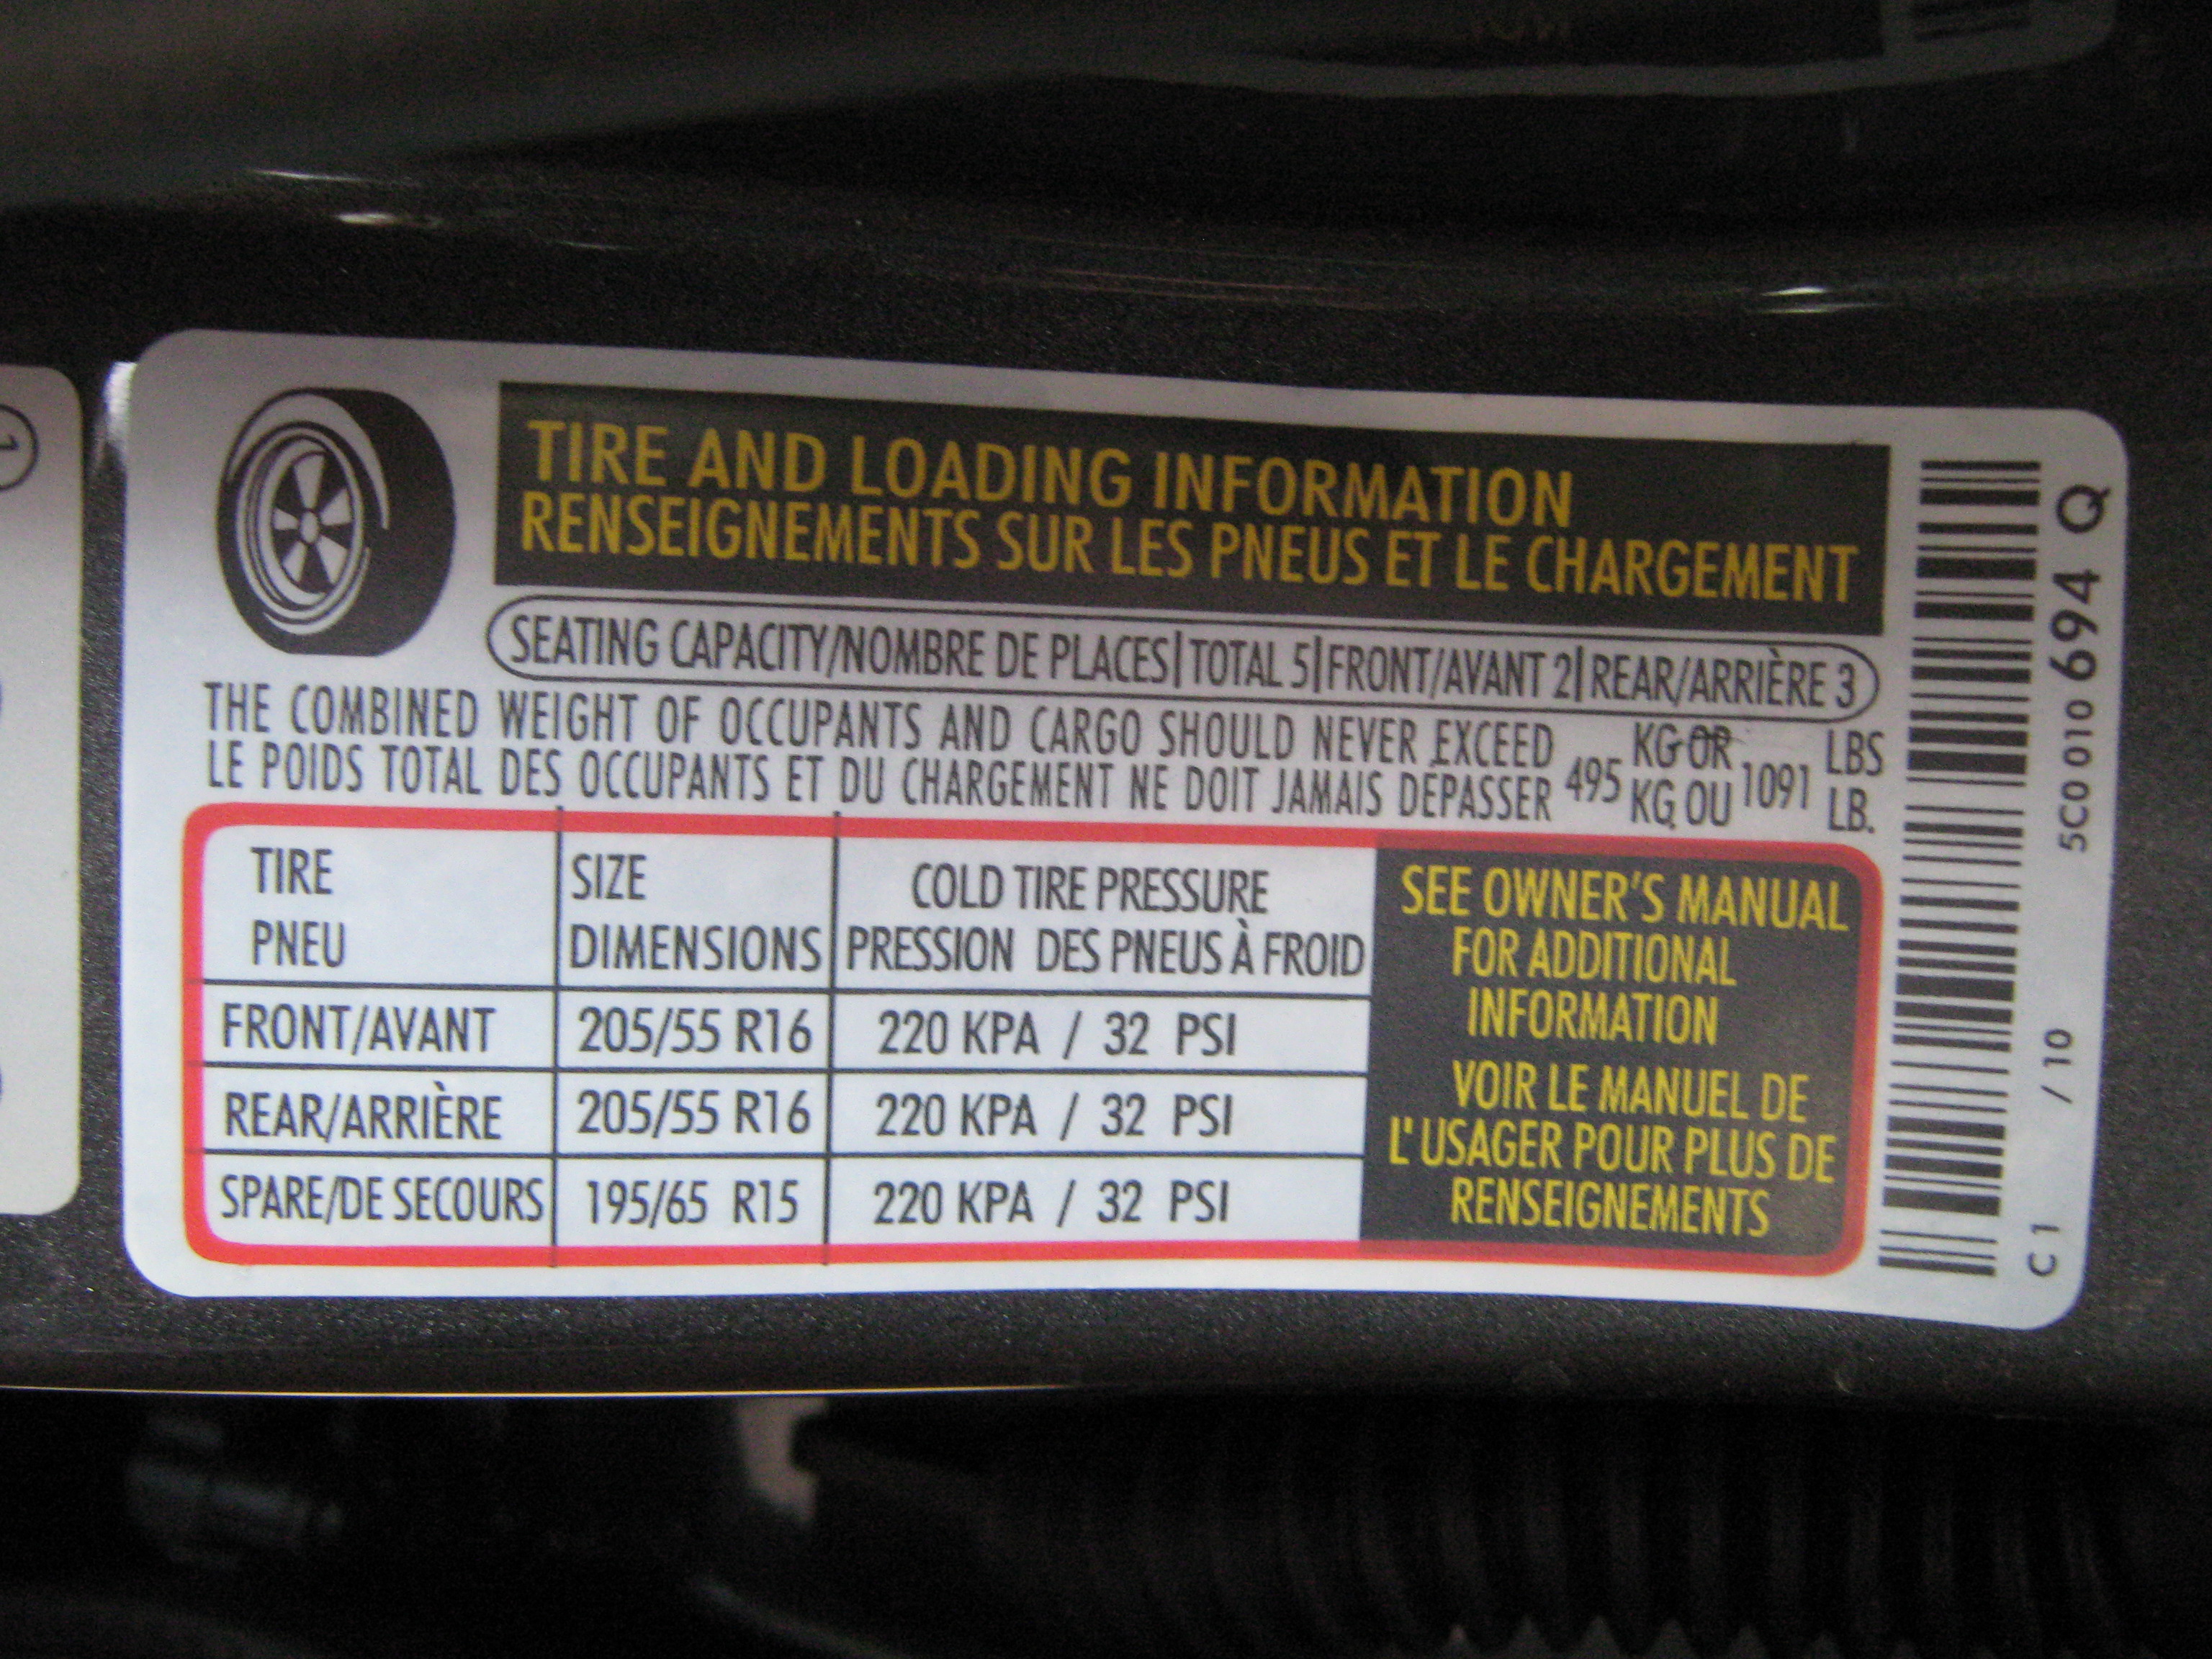 TIRE AND LOADING INFORMATION
RENSEIGNEMENTS SUR LES PNEUS ET LE CHARGEMENT
SEATING CAPACITY/NOMBRE DE PLACES|TOTAL 5|FRONT/AVANT 2|REAR/ARRIÈRE 3
THE COMBINED WEIGHT OF OCCUPANTS AND CARGO SHOULD NEVER EXCEED 495 KG OR 1091 LBS
LE POIDS TOTAL DES OCCUPANTS ET DU CHARGEMENT NE DOIT JAMAIS DÉPASSER KG OU LB.
TIRE SIZE COLD TIRE PRESSURE
PNEU DIMENSIONS PRESSION DES PNEUS À FROID
FRONT/AVANT 205/55 R16 220 KPA / 32 PSI
REAR/ARRIÈRE 205/55 R16 220 KPA / 32 PSI
SPARE/DE SECOURS 195/65 R15 220 KPA / 32 PSI
SEE OWNER'S MANUAL
FOR ADDITIONAL
INFORMATION
VOIR LE MANUEL DE
L'USAGER POUR PLUS DE
RENSEIGNEMENTS
5C0 010 694 Q
C 1 / 10
1